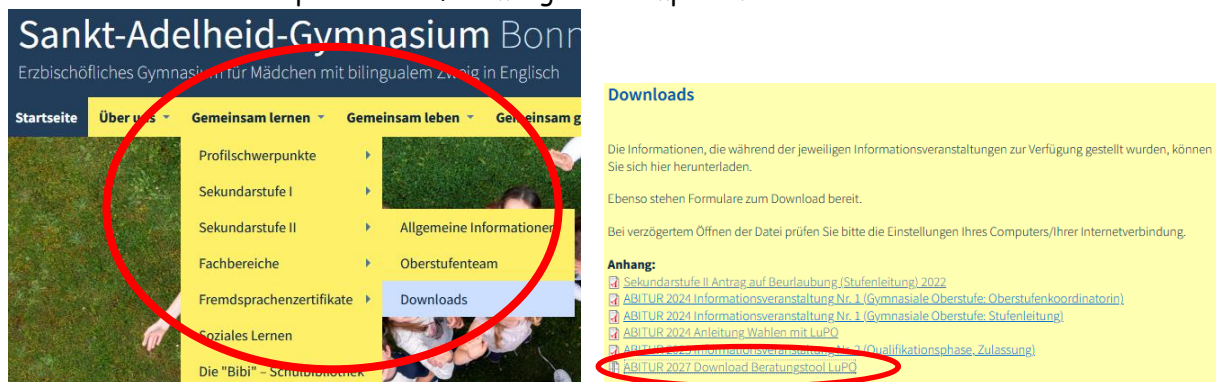 Sankt-Adelheid-Gymnasium Bonn
Erzbischöfliches Gymnasium für Mädchen mit bilingualem Zweig in Englisch
Startseite Über uns Gemeinsam lernen Gemeinsam leben Gemeinsam g
Profilschwerpunkte
Sekundarstufe I
Sekundarstufe II
Fachbereiche
Fremdsprachenzertifikate
Soziales Lernen
Die "Bibi" – Schulbibliothek
Allgemeine Informationen
Oberstufenteam
Downloads
Downloads
Die Informationen, die während der jeweiligen Informationsveranstaltungen zur Verfügung gestellt wurden, können
Sie sich hier herunterladen.
Ebenso stehen Formulare zum Download bereit.
Bei verzögertem Öffnen der Datei prüfen Sie bitte die Einstellungen Ihres Computers/Ihrer Internetverbindung.
Anhang:
Sekundarstufe II Antrag auf Beurlaubung (Stufenleitung) 2022
ABITUR 2024 Informationsveranstaltung Nr. 1 (Gymnasiale Oberstufe: Oberstufenkoordinatorin)
ABITUR 2024 Informationsveranstaltung Nr. 1 (Gymnasiale Oberstufe: Stufenleitung)
ABITUR 2024 Anleitung Wahlen mit LuPO
ABITUR 2023 Informationsveranstaltung Nr. 2 (Qualifikationsphase, Zulassung)
ABITUR 2027 Download Beratungstool LuPO